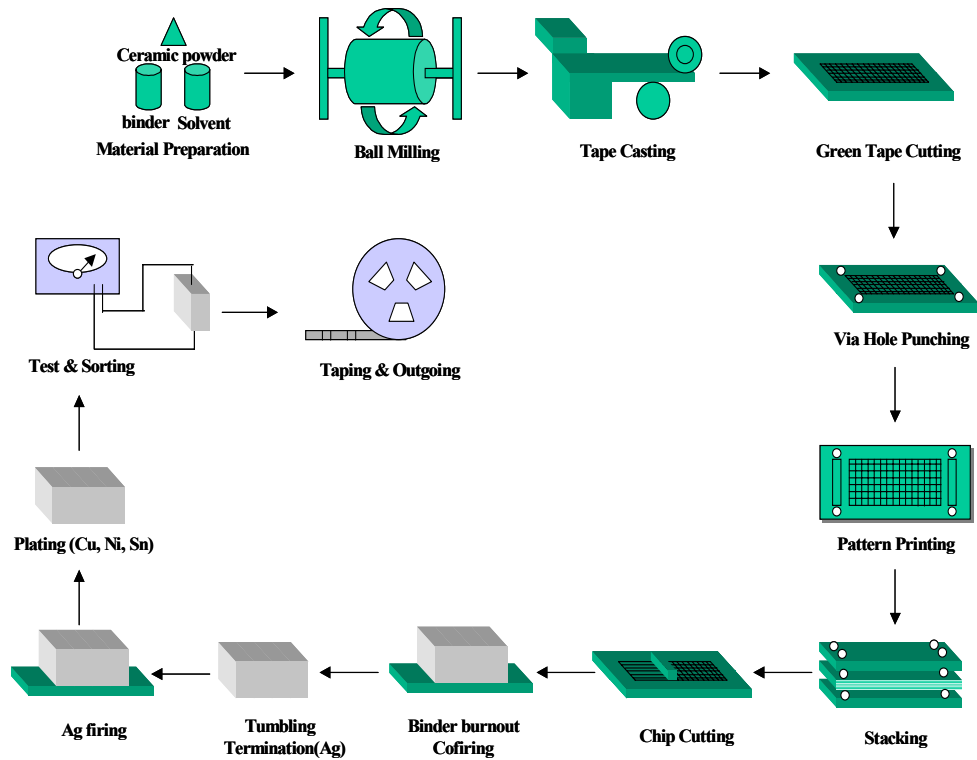 Ceramic powder
binder Solvent
Material Preparation
Ball Milling
Tape Casting
Green Tape Cutting
Via Hole Punching
Pattern Printing
Stacking
Chip Cutting
Binder burnout
Cofiring
Tumbling
Termination(Ag)
Ag firing
Plating (Cu, Ni, Sn)
Test & Sorting
Taping & Outgoing